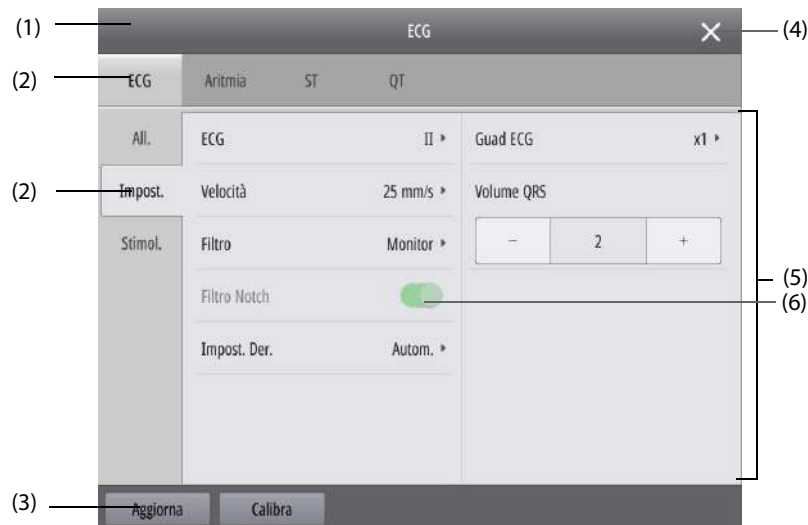 (1) ECG (4)
(2) ECG Aritmia ST QT
All. ECG II Guad ECG x1
(2) Impost. Velocità 25 mm/s Volume QRS
Stimol. Filtro Monitor - 2 +
(5)
Filtro Notch (6)
Impost. Der. Autom.
(3) Aggiorna Calibra